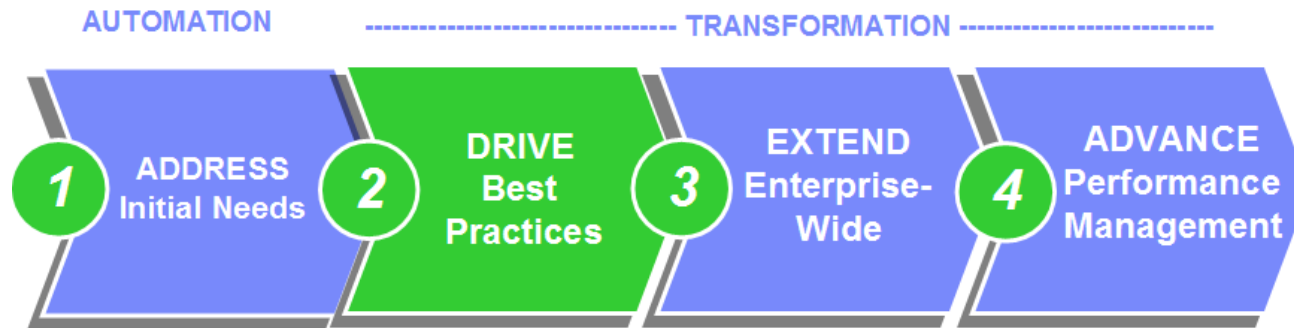 AUTOMATION
------------------------------- TRANSFORMATION -------------------------
1
ADDRESS
Initial Needs
2
DRIVE
Best
Practices
3
EXTEND
Enterprise-
Wide
4
ADVANCE
Performance
Management